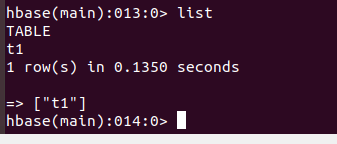 hbase(main):013:0> list
TABLE
t1
1 row(s) in 0.1350 seconds
=> ["t1"]
hbase(main):014:0>